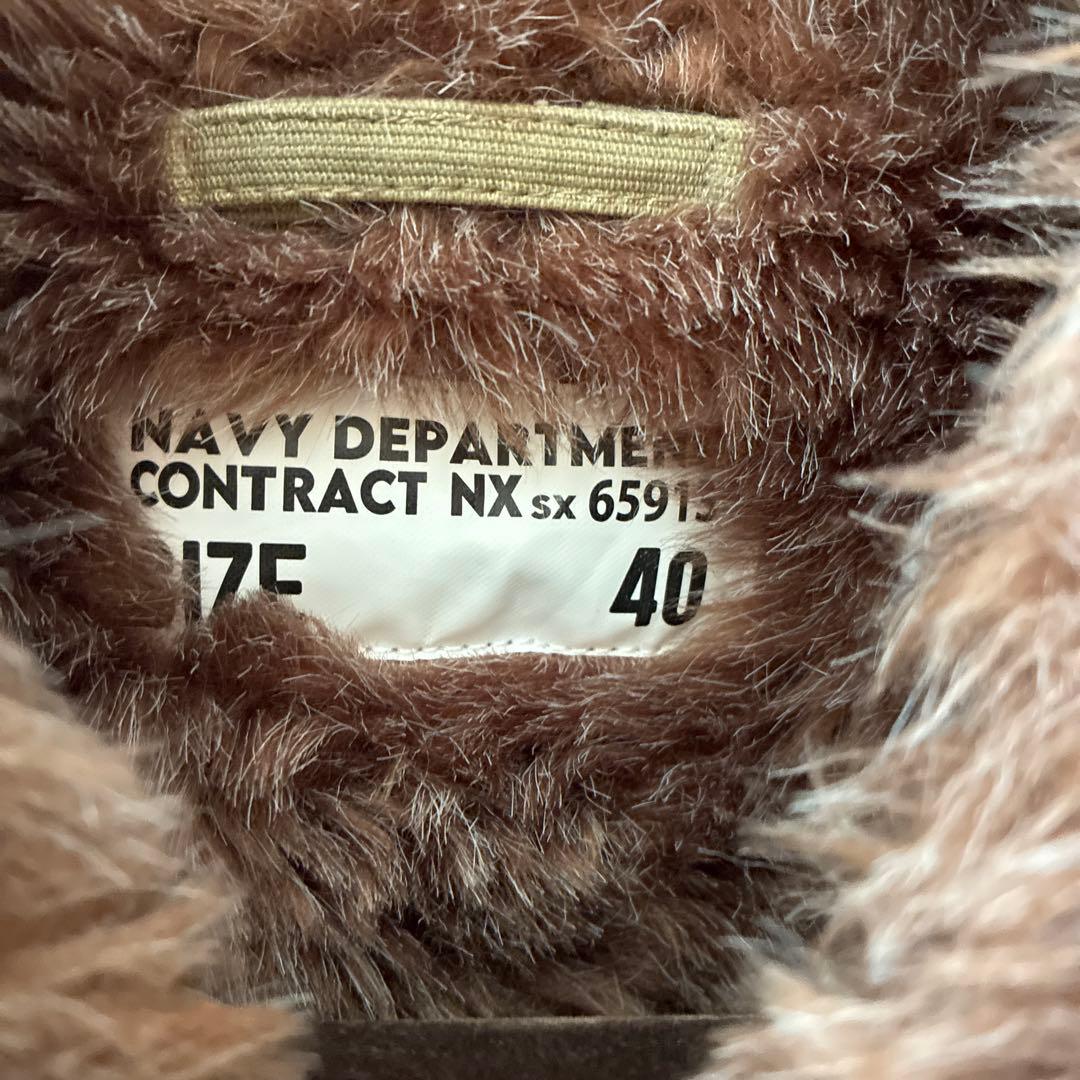 NAVY DEPARTMENT
CONTRACT NX sx 65913
SIZE 40